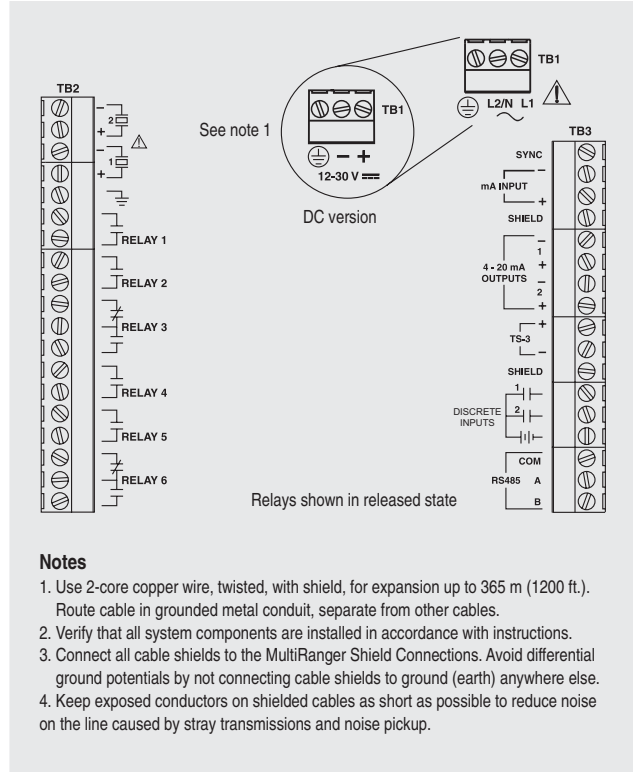 TB2
2
–
+
1
–
+
RELAY 1
RELAY 2
RELAY 3
RELAY 4
RELAY 5
RELAY 6
See note 1
TB1
– +
12-30 V
DC version
TB1
L2/N L1
TB3
SYNC
–
mA INPUT
+
SHIELD
–
1
4 - 20 mA
OUTPUTS
+
–
2
+
+
TS-3
–
SHIELD
1
DISCRETE
INPUTS
2
COM
RS485 A
B
Relays shown in released state
Notes
1. Use 2-core copper wire, twisted, with shield, for expansion up to 365 m (1200 ft.).
Route cable in grounded metal conduit, separate from other cables.
2. Verify that all system components are installed in accordance with instructions.
3. Connect all cable shields to the MultiRanger Shield Connections. Avoid differential
ground potentials by not connecting cable shields to ground (earth) anywhere else.
4. Keep exposed conductors on shielded cables as short as possible to reduce noise
on the line caused by stray transmissions and noise pickup.